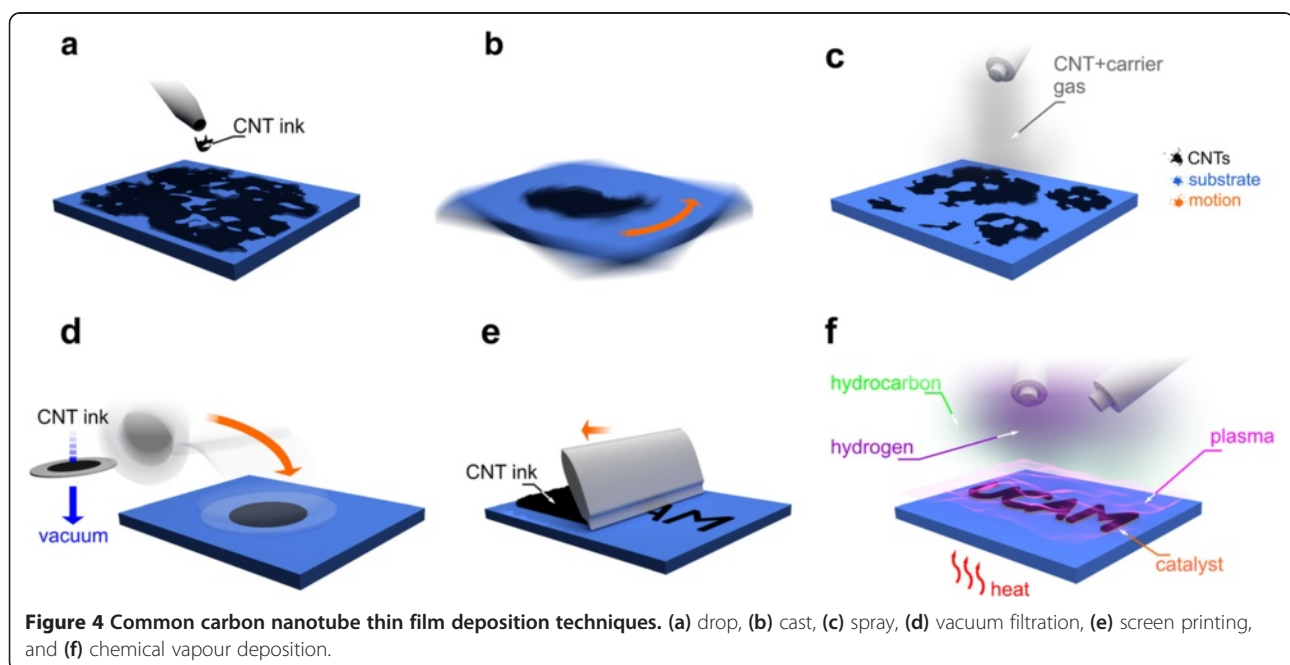 a
CNT ink
b
c
CNT+carrier
gas
CNTs
substrate
motion
d
CNT ink
vacuum
e
CNT ink
AM
f
hydrocarbon
hydrogen
plasma
UCAM
catalyst
heat
Figure 4 Common carbon nanotube thin film deposition techniques. (a) drop, (b) cast, (c) spray, (d) vacuum filtration, (e) screen printing,
and (f) chemical vapour deposition.